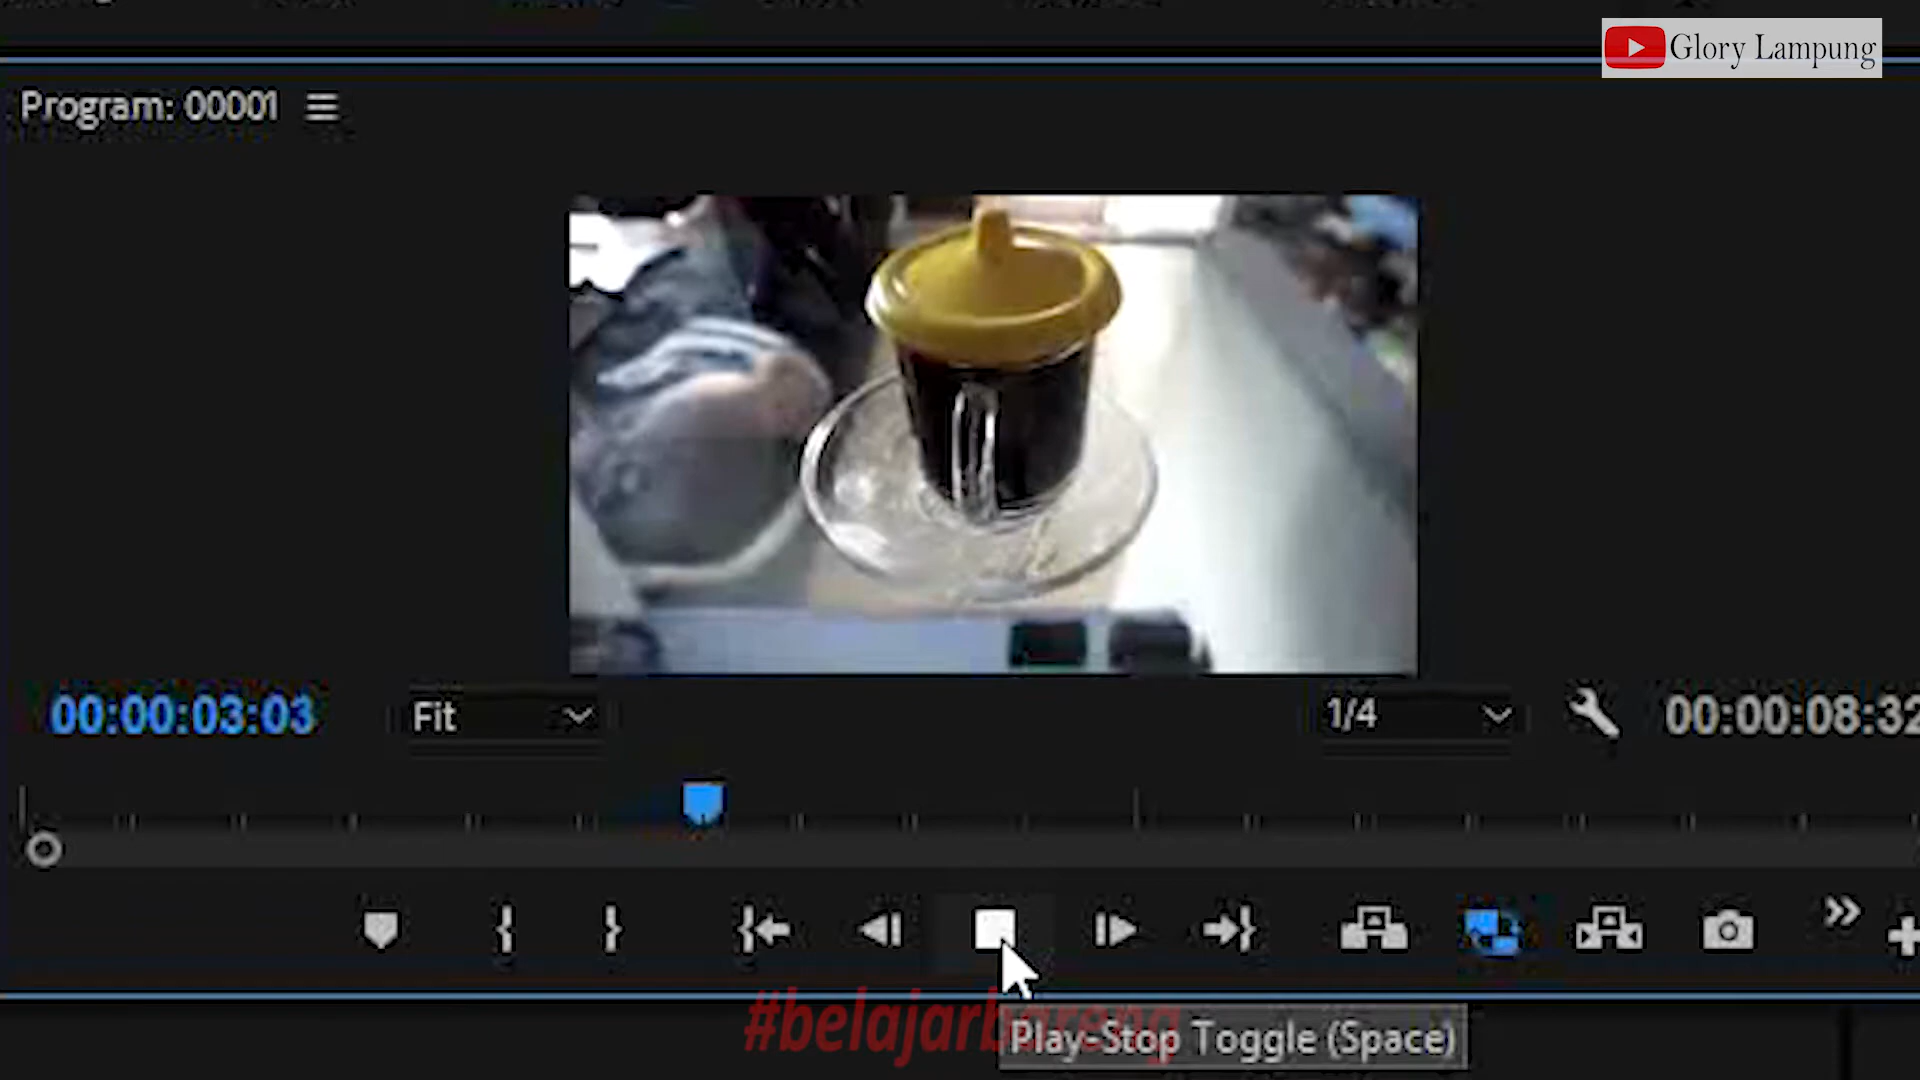 Glory Lampung
Program: 00001
00:00:03:03
Fit
1/4
00:00:08:32
#belajarbareng
Play-Stop Toggle (Space)